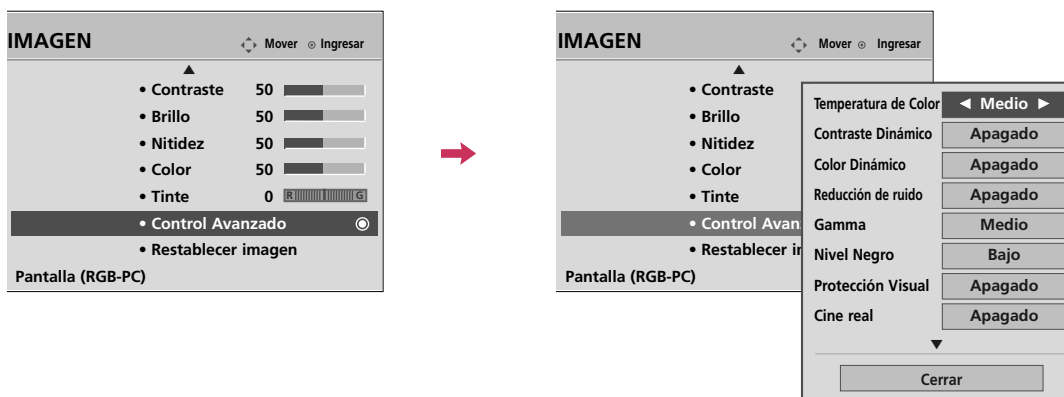 IMAGEN
Mover
Ingresar
• Contraste 50
• Brillo 50
• Nitidez 50
• Color 50
• Tinte 0 R G
• Control Avanzado
• Restablecer imagen
Pantalla (RGB-PC)
IMAGEN
Mover
Ingresar
• Contraste
• Brillo
• Nitidez
• Color
• Tinte
• Control Avan
• Restablecer i
Pantalla (RGB-PC)
Temperatura de Color ◀ Medio ▶
Contraste Dinámico Apagado
Color Dinámico Apagado
Reducción de ruido Apagado
Gamma Medio
Nivel Negro Bajo
Protección Visual Apagado
Cine real Apagado
Cerrar